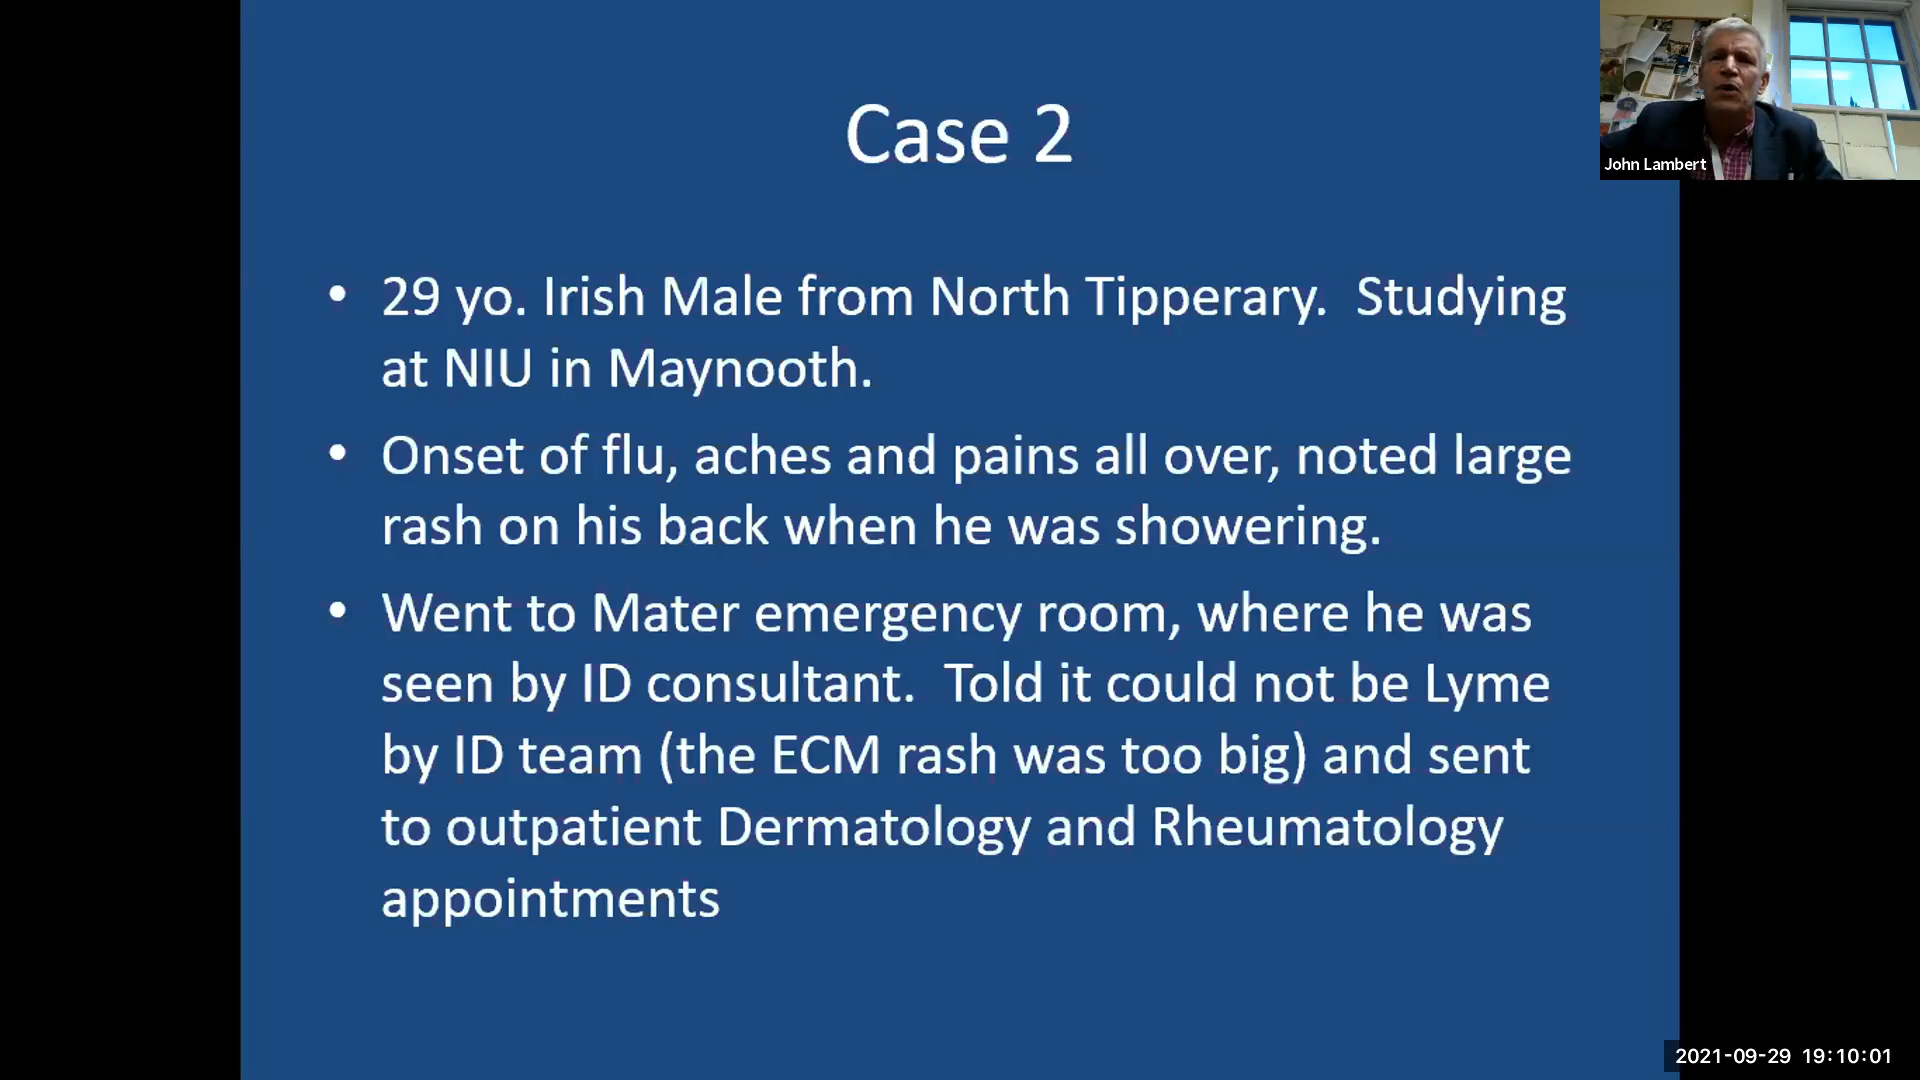 Case 2
John Lambert
• 29 yo. Irish Male from North Tipperary.  Studying
at NIU in Maynooth.
• Onset of flu, aches and pains all over, noted large
rash on his back when he was showering.
• Went to Mater emergency room, where he was
seen by ID consultant.  Told it could not be Lyme
by ID team (the ECM rash was too big) and sent
to outpatient Dermatology and Rheumatology
appointments
2021-09-29 19:10:01